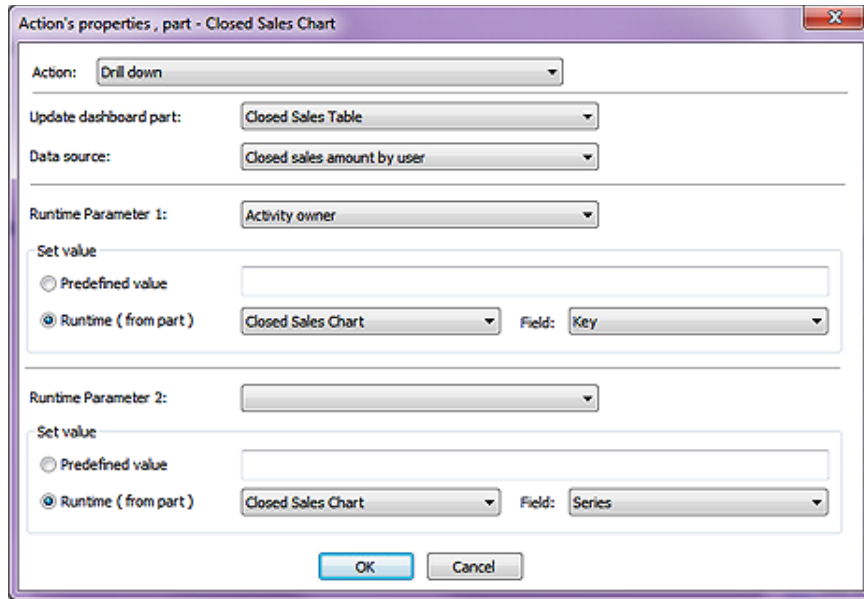 Action's properties , part - Closed Sales Chart
Action: Drill down
Update dashboard part: Closed Sales Table
Data source: Closed sales amount by user
Runtime Parameter 1: Activity owner
Set value
Predefined value
Runtime ( from part ) Closed Sales Chart Field: Key
Runtime Parameter 2:
Set value
Predefined value
Runtime ( from part ) Closed Sales Chart Field: Series
OK Cancel